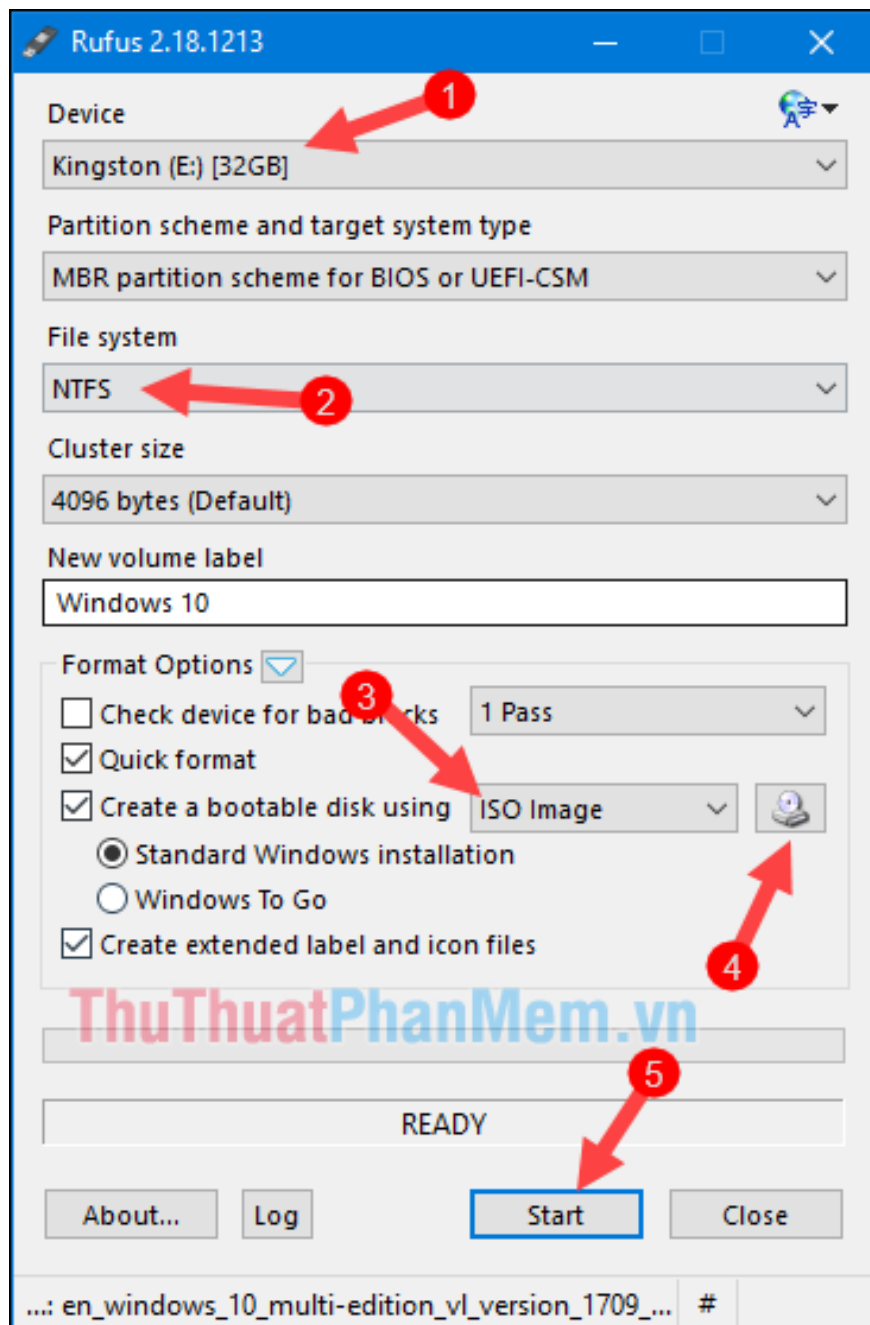 Rufus 2.18.1213
1
Device
Kingston (E:) [32GB]
Partition scheme and target system type
MBR partition scheme for BIOS or UEFI-CSM
File system
NTFS
2
Cluster size
4096 bytes (Default)
New volume label
Windows 10
Format Options
3
Check device for bad blocks 1 Pass
Quick format
Create a bootable disk using ISO Image
Standard Windows installation
Windows To Go
Create extended label and icon files
4
ThuThuatPhanMem.vn
5
READY
About... Log Start Close
...: en_windows_10_multi-edition_vl_version_1709_... #